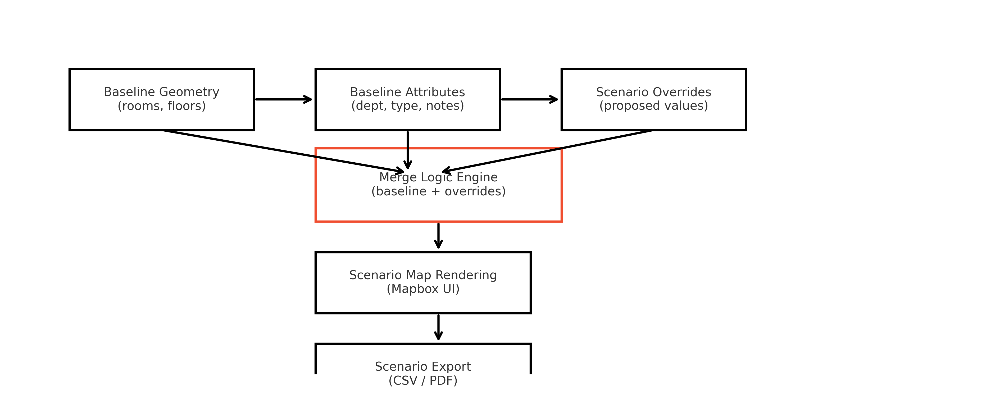 Baseline Geometry
(rooms, floors)
Baseline Attributes
(dept, type, notes)
Scenario Overrides
(proposed values)
Merge Logic Engine
(baseline + overrides)
Scenario Map Rendering
(Mapbox UI)
Scenario Export
(CSV / PDF)